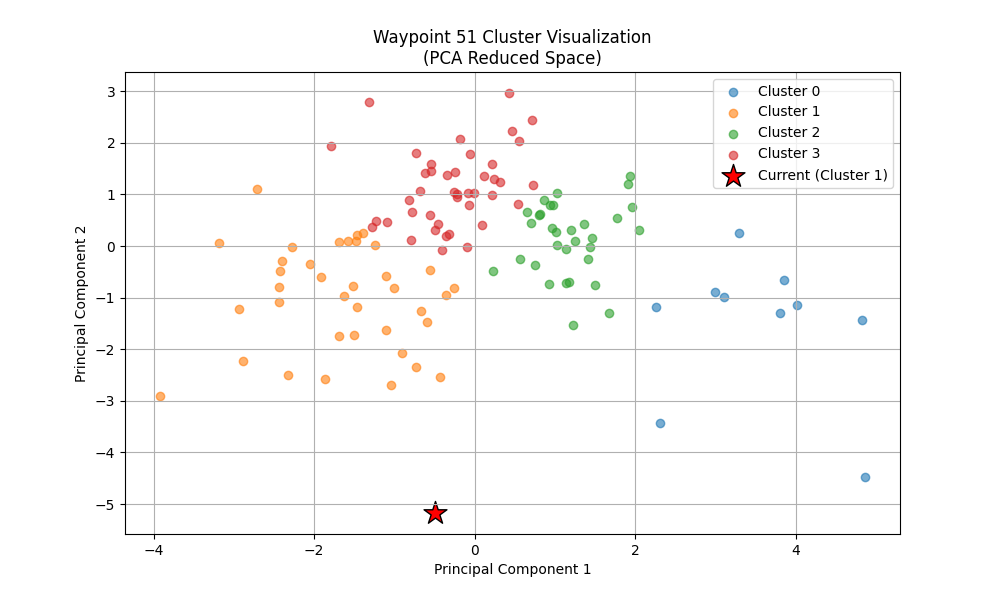 Waypoint 51 Cluster Visualization
(PCA Reduced Space)
Principal Component 2
3
2
1
0
−1
−2
−3
−4
−5
Cluster 0
Cluster 1
Cluster 2
Cluster 3
Current (Cluster 1)
−4
−2
0
2
4
Principal Component 1